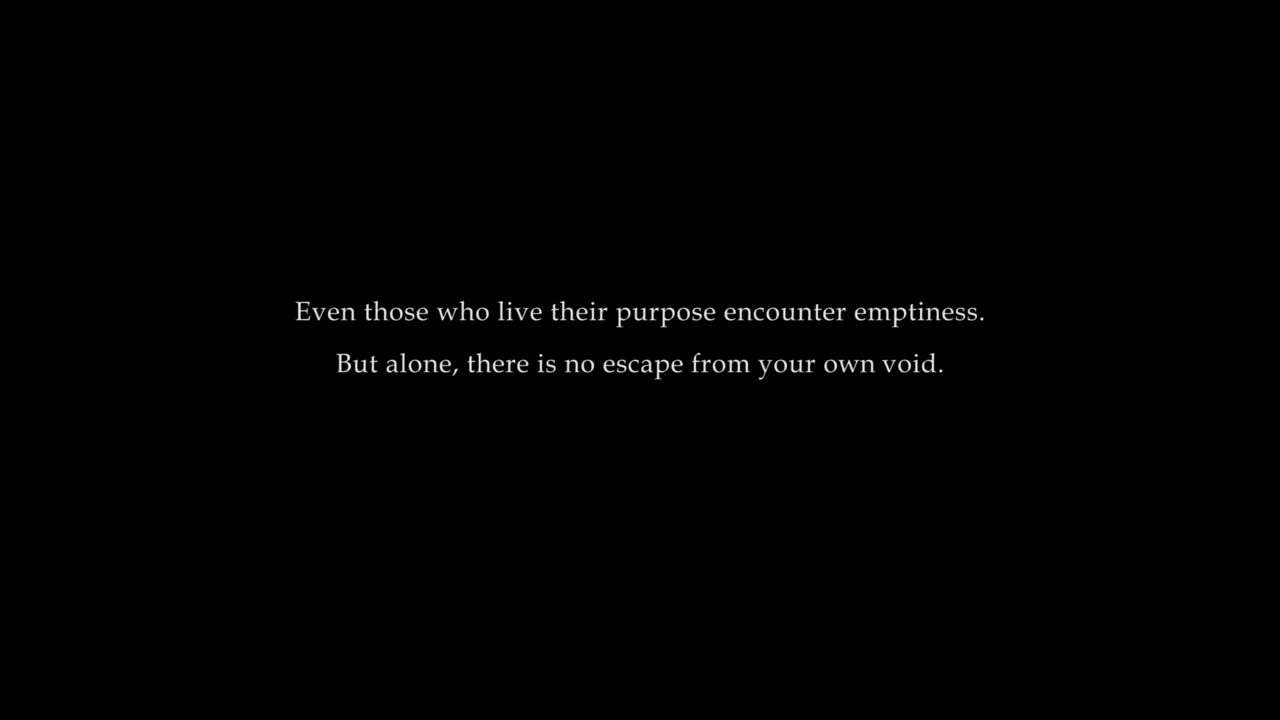 Even those who live their purpose encounter emptiness.
But alone, there is no escape from your own void.